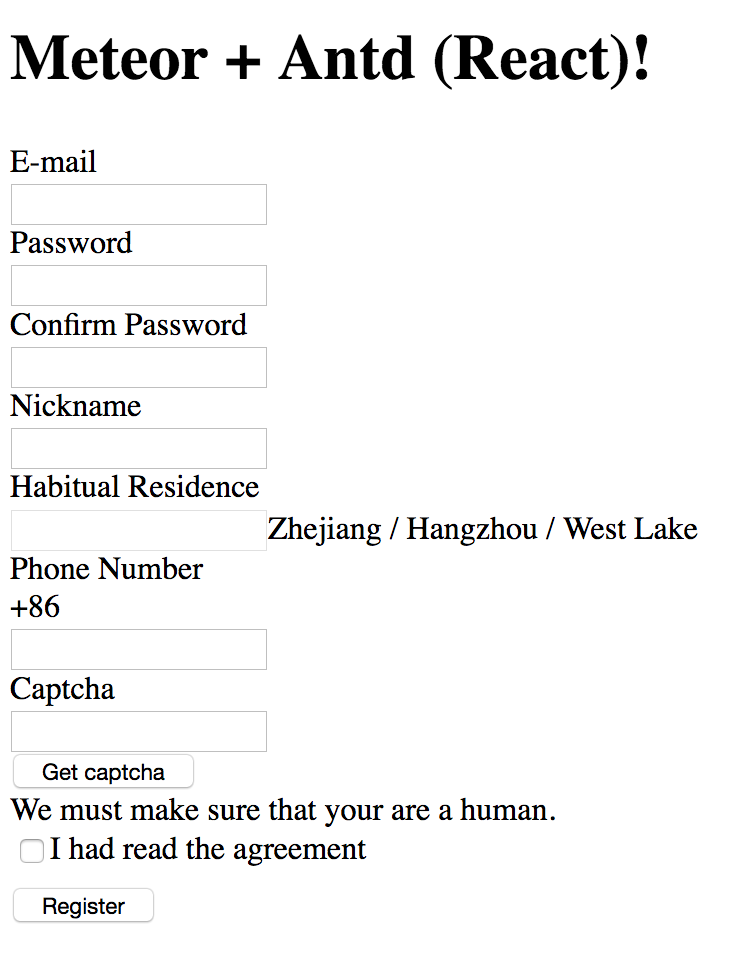 Meteor + Antd (React)!
E-mail
Password
Confirm Password
Nickname
Habitual Residence
Zhejiang / Hangzhou / West Lake
Phone Number
+86
Captcha
Get captcha
We must make sure that your are a human.
I had read the agreement
Register